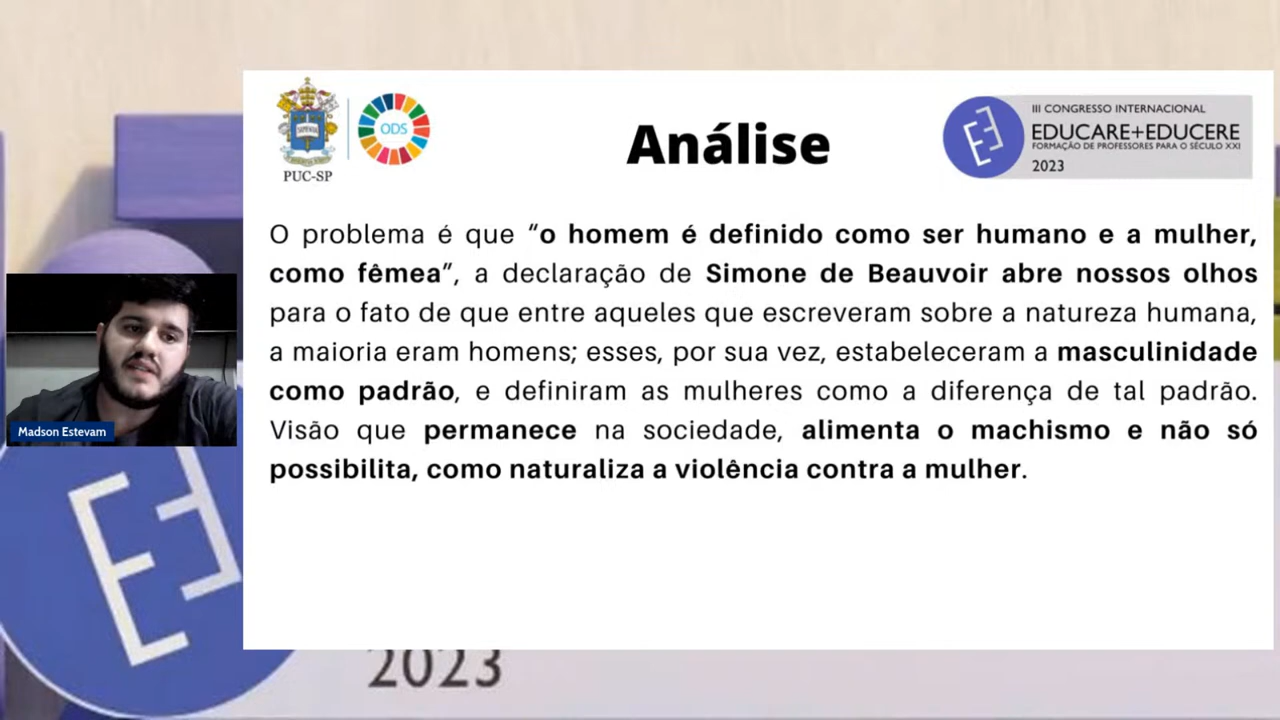 SAPIENTIA
PUC-SP
ODS
Análise
III CONGRESSO INTERNACIONAL
EDUCARE+EDUCERE
FORMAÇÃO DE PROFESSORES PARA O SÉCULO XXI
2023
O problema é que “o homem é definido como ser humano e a mulher,
como fêmea”, a declaração de Simone de Beauvoir abre nossos olhos
para o fato de que entre aqueles que escreveram sobre a natureza humana,
a maioria eram homens; esses, por sua vez, estabeleceram a masculinidade
como padrão, e definiram as mulheres como a diferença de tal padrão.
Visão que permanece na sociedade, alimenta o machismo e não só
possibilita, como naturaliza a violência contra a mulher.
Madson Estevam
2023